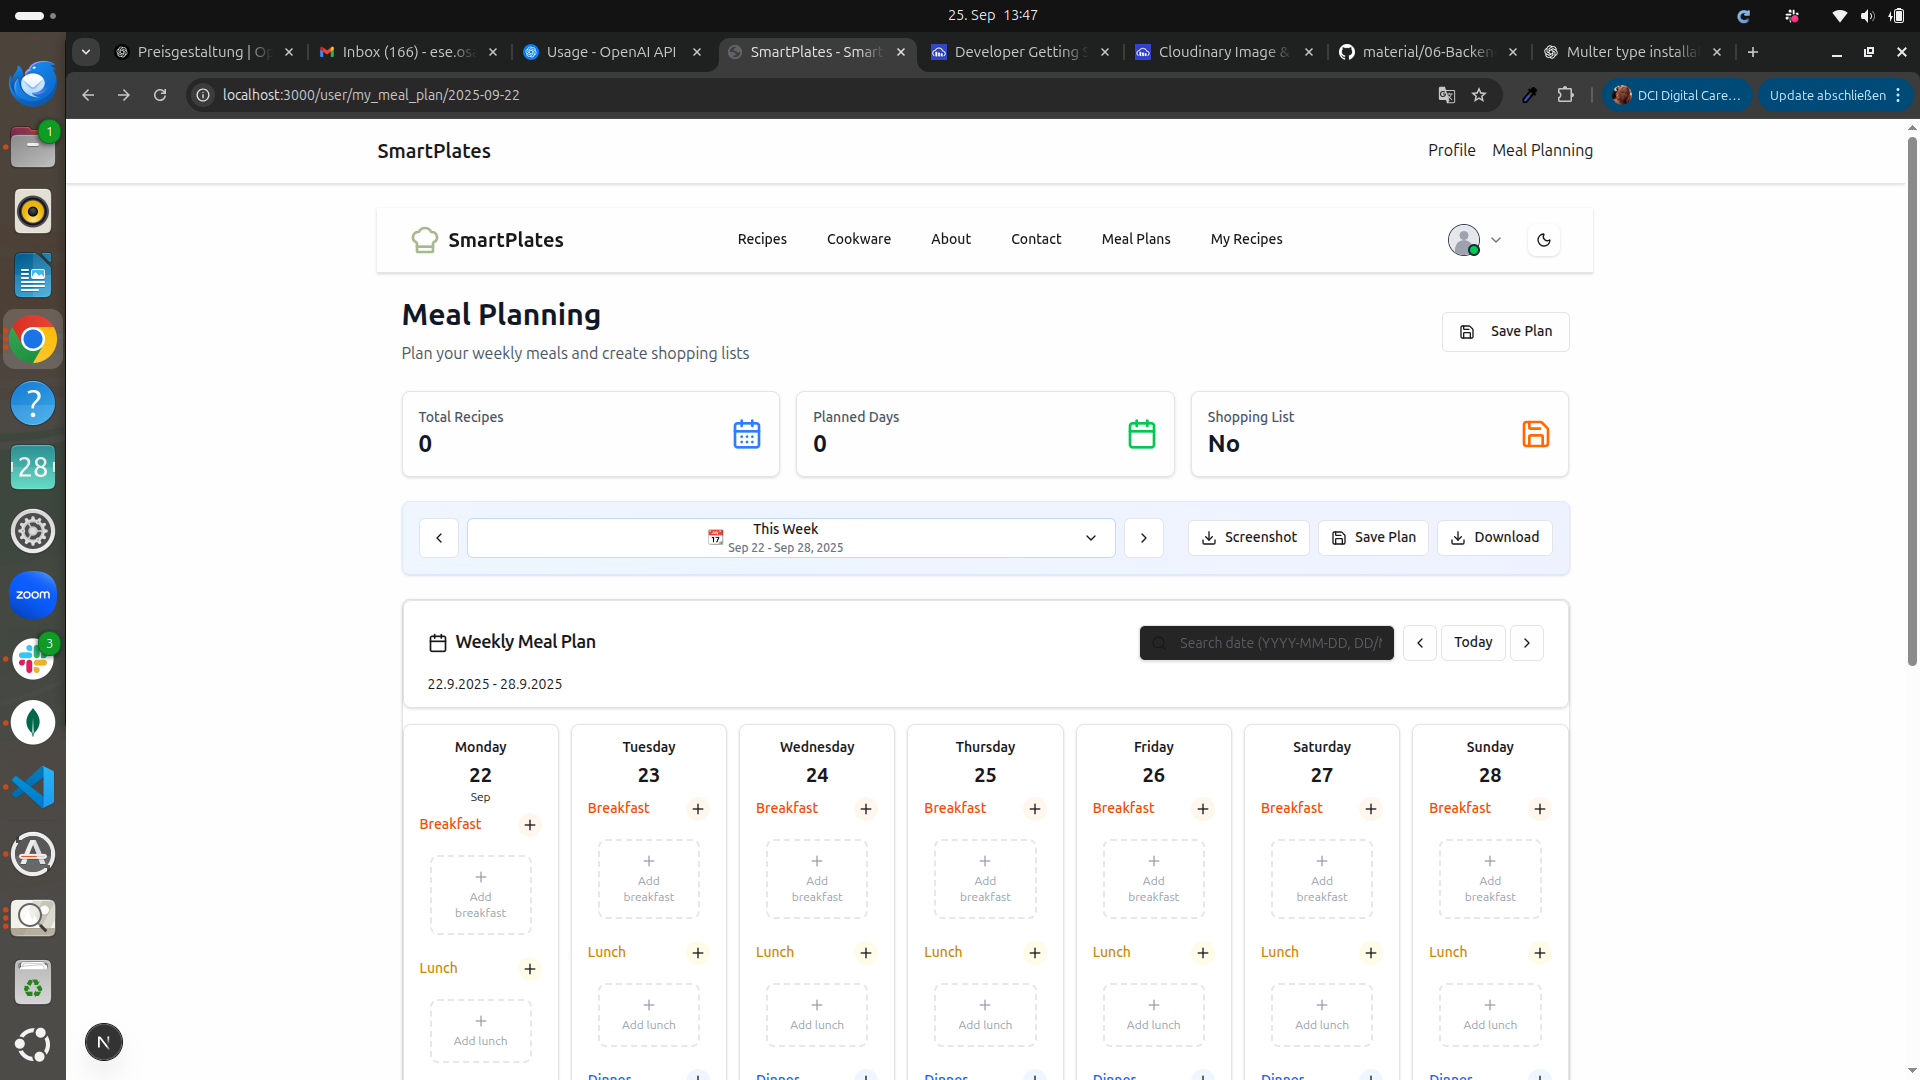 25. Sep 13:47
Preisgestaltung | Op
Inbox (166) - ese.osa
Usage - OpenAI API
SmartPlates - Smart
Developer Getting S
Cloudinary Image &
material/06-Backen
Multer type installa
localhost:3000/user/my_meal_plan/2025-09-22
DCI Digital Care...
Update abschließen
SmartPlates
Profile
Meal Planning
SmartPlates
Recipes
Cookware
About
Contact
Meal Plans
My Recipes
Meal Planning
Plan your weekly meals and create shopping lists
Save Plan
Total Recipes
0
Planned Days
0
Shopping List
No
This Week
Sep 22 - Sep 28, 2025
Screenshot
Save Plan
Download
Weekly Meal Plan
Search date (YYYY-MM-DD, DD/M
Today
22.9.2025 - 28.9.2025
Monday
22
Sep
Breakfast
Add
breakfast
Lunch
Add lunch
Tuesday
23
Breakfast
Add
breakfast
Lunch
Add lunch
Dinner
Wednesday
24
Breakfast
Add
breakfast
Lunch
Add lunch
Dinner
Thursday
25
Breakfast
Add
breakfast
Lunch
Add lunch
Dinner
Friday
26
Breakfast
Add
breakfast
Lunch
Add lunch
Dinner
Saturday
27
Breakfast
Add
breakfast
Lunch
Add lunch
Dinner
Sunday
28
Breakfast
Add
breakfast
Lunch
Add lunch
Dinner
1
?
28
zoom
3
N